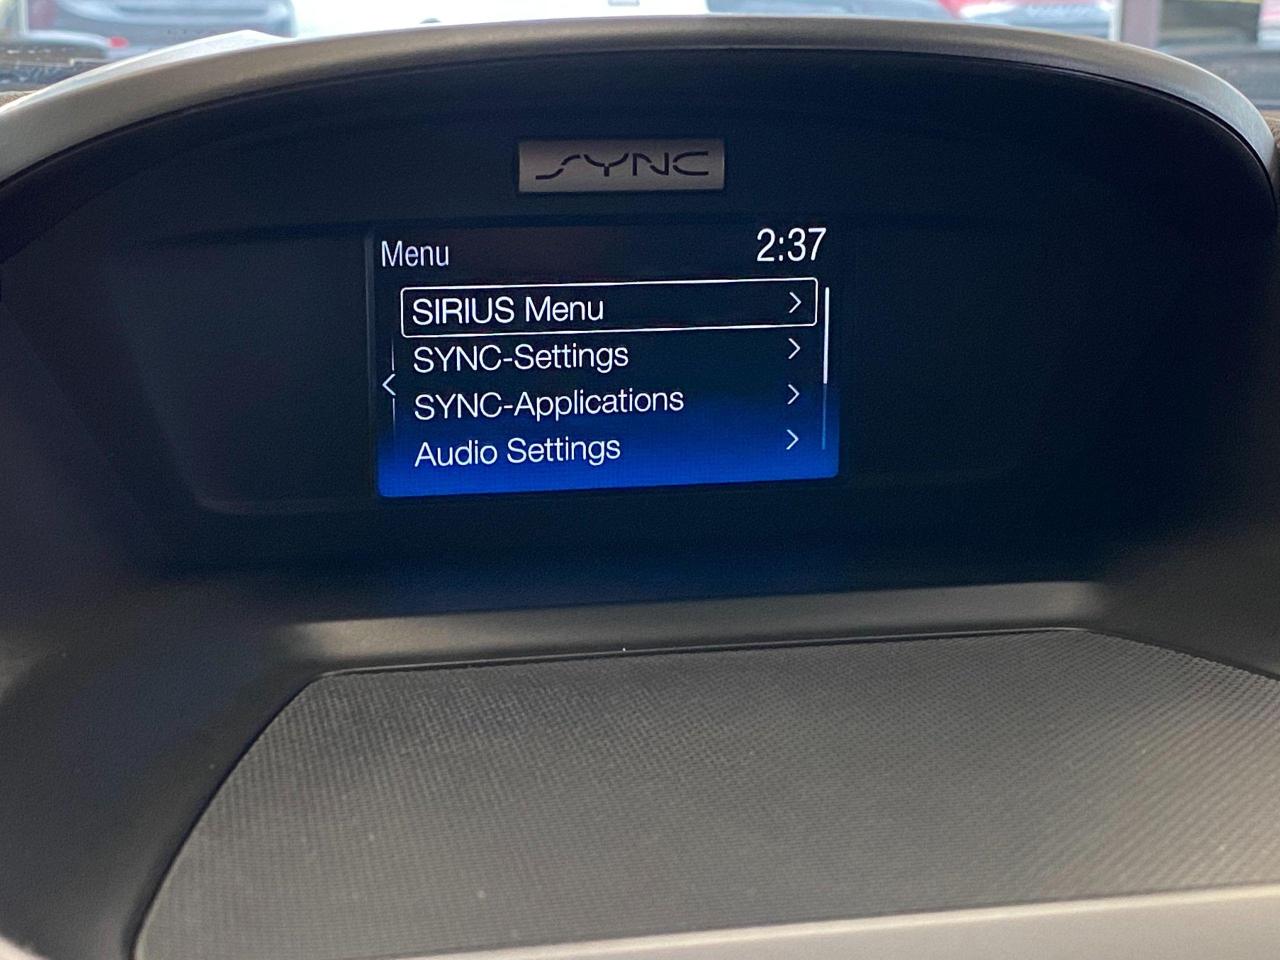 SYNC
Menu 2:37
SIRIUS Menu
SYNC-Settings
SYNC-Applications
Audio Settings